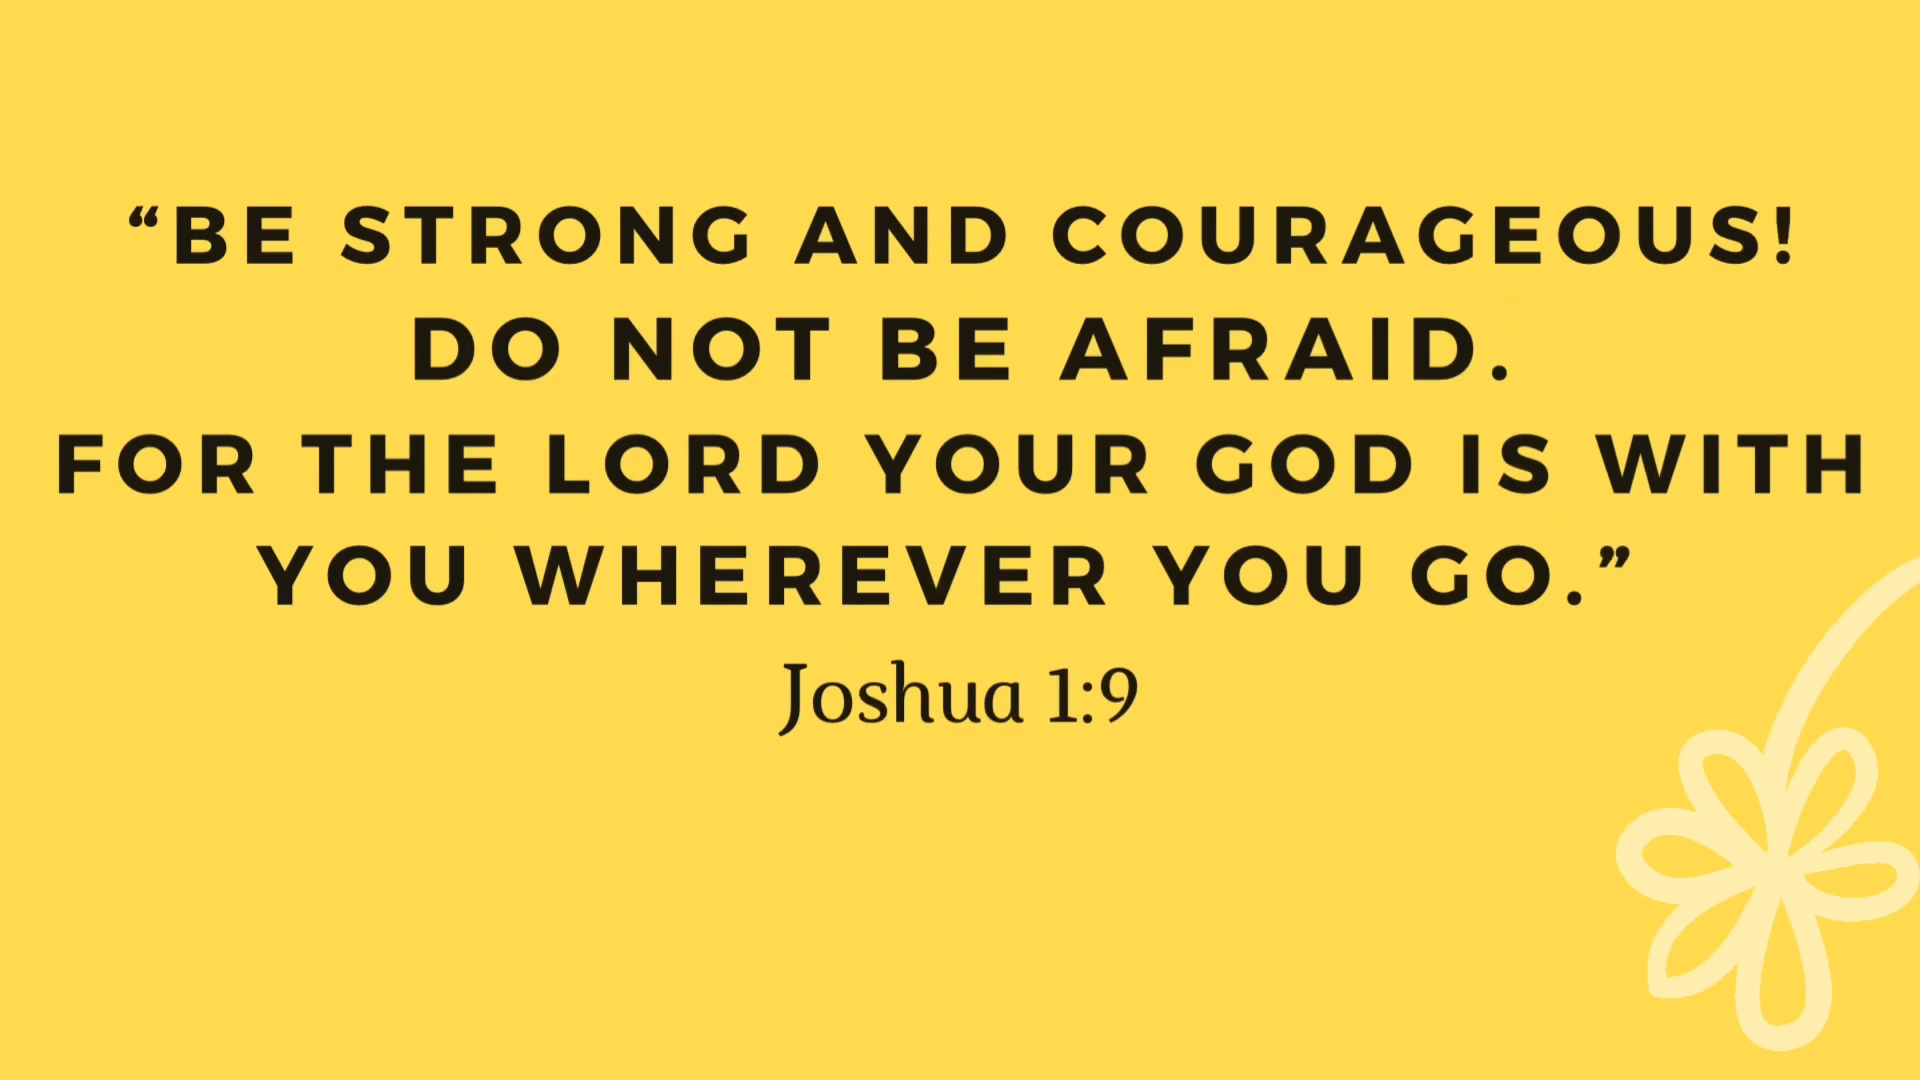 “BE STRONG AND COURAGEOUS!
DO NOT BE AFRAID.
FOR THE LORD YOUR GOD IS WITH
YOU WHEREVER YOU GO.”
Joshua 1:9